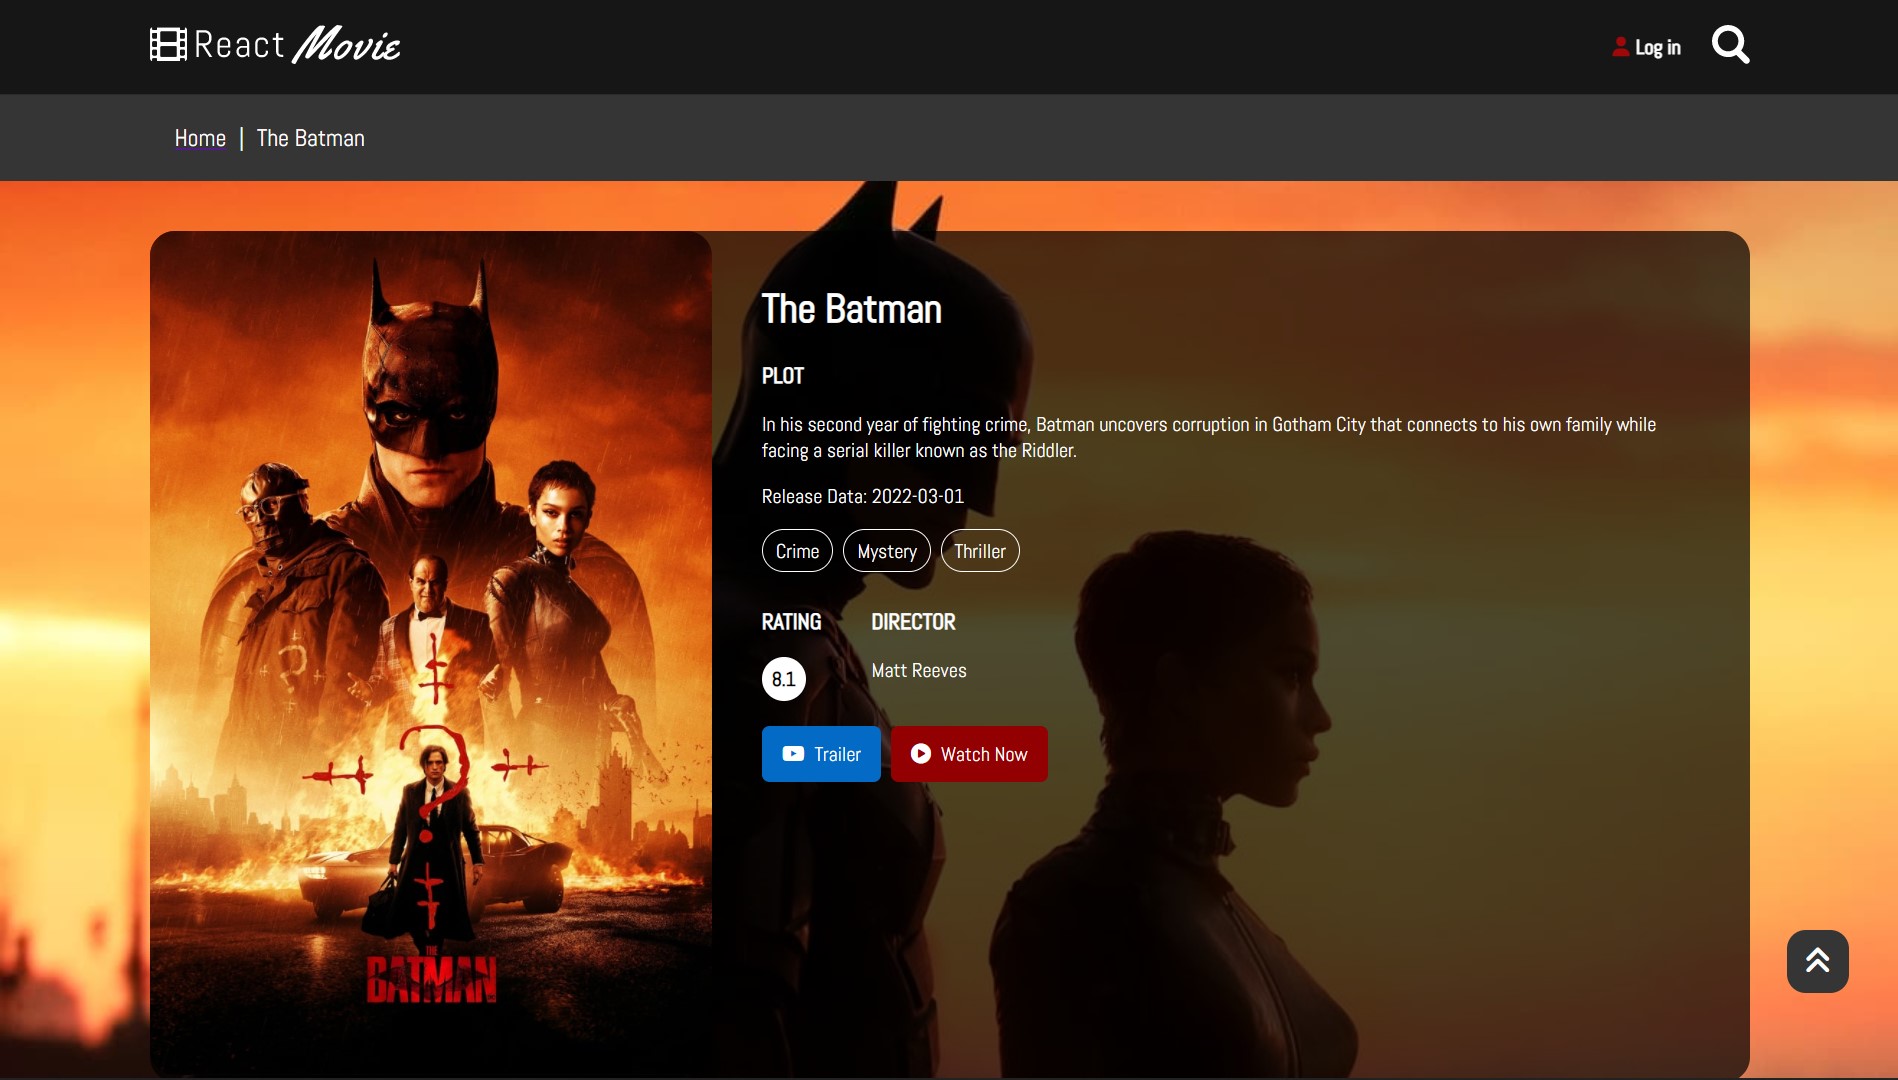 React Movie
Log in
Home | The Batman
The Batman
PLOT
In his second year of fighting crime, Batman uncovers corruption in Gotham City that connects to his own family while
facing a serial killer known as the Riddler.
Release Data: 2022-03-01
Crime Mystery Thriller
RATING DIRECTOR
8.1 Matt Reeves
Trailer Watch Now
THE
BATMAN